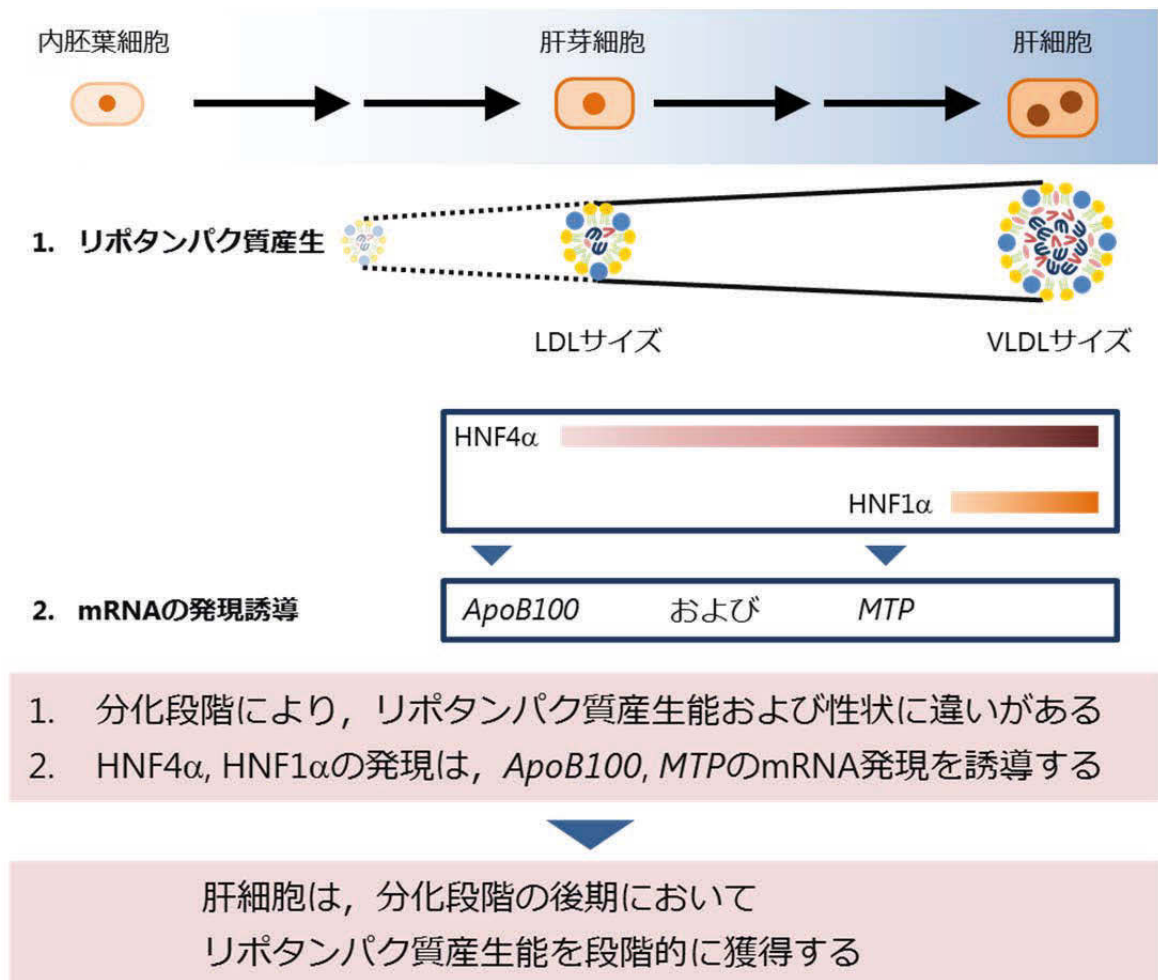 内胚葉細胞
肝芽細胞
肝細胞
1. リポタンパク質産生
LDLサイズ
VLDLサイズ
HNF4α
HNF1α
2. mRNAの発現誘導
ApoB100 および MTP
1. 分化段階により，リポタンパク質産生能および性状に違いがある
2. HNF4α, HNF1αの発現は，ApoB100, MTPのmRNA発現を誘導する
肝細胞は，分化段階の後期において
リポタンパク質産生能を段階的に獲得する